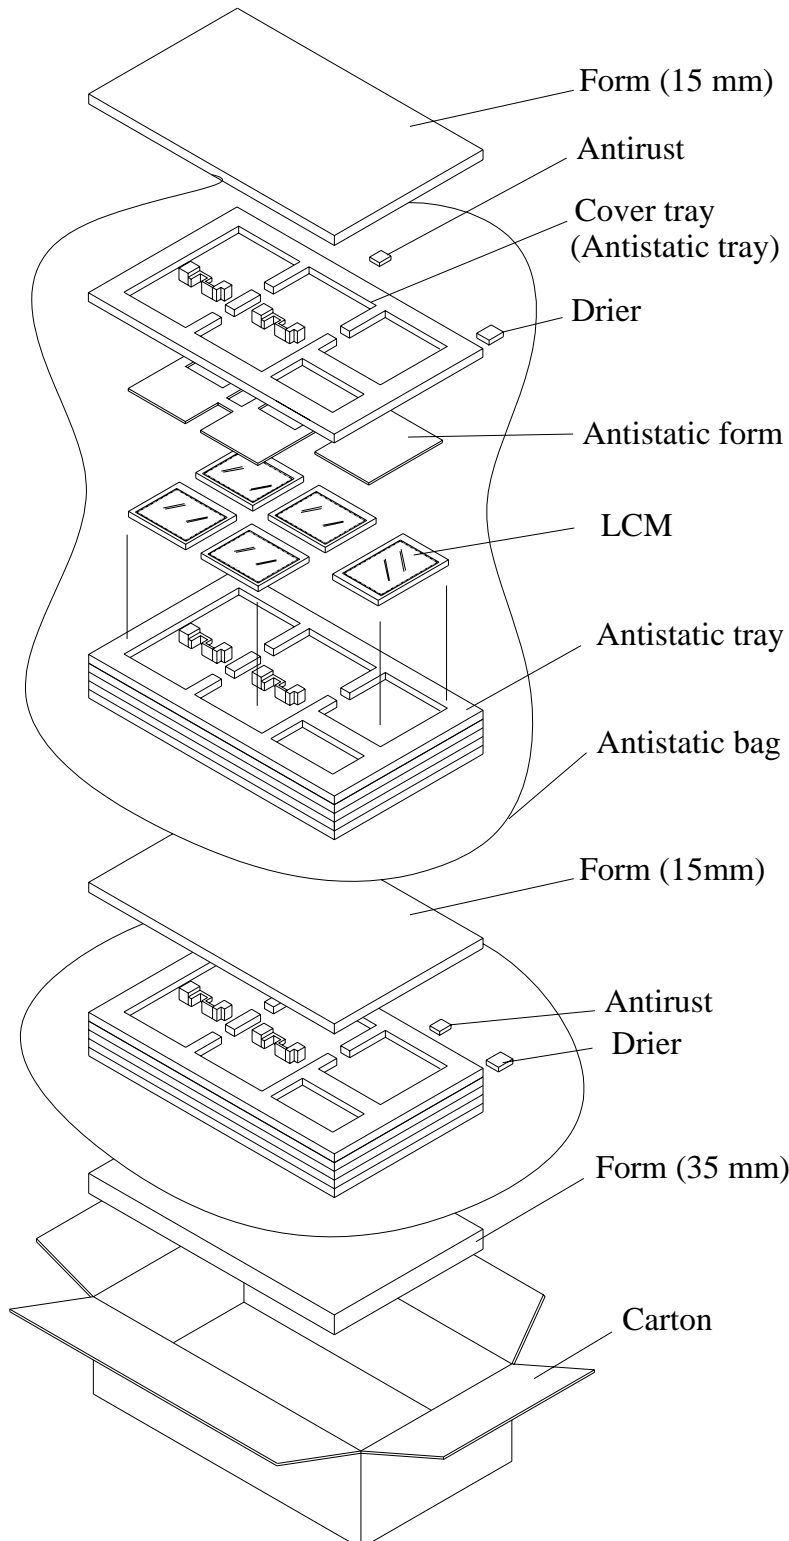 Form (15 mm)
Antirust
Cover tray
(Antistatic tray)
Drier
Antistatic form
LCM
Antistatic tray
Antistatic bag
Form (15mm)
Antirust
Drier
Form (35 mm)
Carton